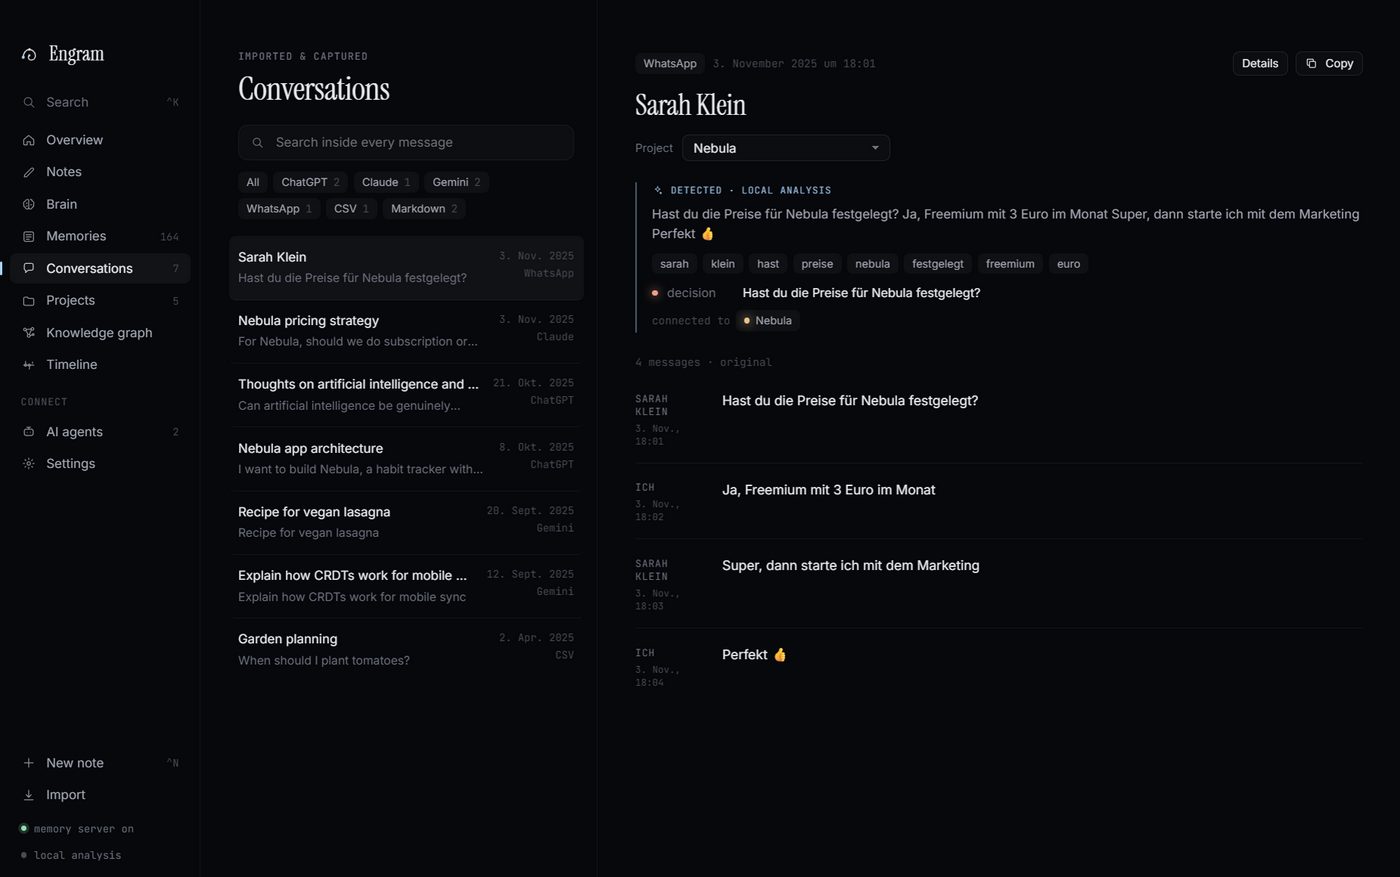 Engram
Search ^K
Overview
Notes
Brain
Memories 164
Conversations 7
Projects 5
Knowledge graph
Timeline
CONNECT
AI agents 2
Settings
New note ^N
Import
memory server on
local analysis
IMPORTED & CAPTURED
Conversations
Search inside every message
All ChatGPT 2 Claude 1 Gemini 2
WhatsApp 1 CSV 1 Markdown 2
Sarah Klein 3. Nov. 2025
Hast du die Preise für Nebula festgelegt? WhatsApp
Nebula pricing strategy 3. Nov. 2025
For Nebula, should we do subscription or... Claude
Thoughts on artificial intelligence and ... 21. Okt. 2025
Can artificial intelligence be genuinely... ChatGPT
Nebula app architecture 8. Okt. 2025
I want to build Nebula, a habit tracker with... ChatGPT
Recipe for vegan lasagna 20. Sept. 2025
Recipe for vegan lasagna Gemini
Explain how CRDTs work for mobile ... 12. Sept. 2025
Explain how CRDTs work for mobile sync Gemini
Garden planning 2. Apr. 2025
When should I plant tomatoes? CSV
WhatsApp 3. November 2025 um 18:01 Details Copy
Sarah Klein
Project Nebula
DETECTED · LOCAL ANALYSIS
Hast du die Preise für Nebula festgelegt? Ja, Freemium mit 3 Euro im Monat Super, dann starte ich mit dem Marketing
Perfekt 👍
sarah klein hast preise nebula festgelegt freemium euro
decision Hast du die Preise für Nebula festgelegt?
connected to Nebula
4 messages · original
SARAH
KLEIN
3. Nov.,
18:01
Hast du die Preise für Nebula festgelegt?
ICH
3. Nov.,
18:02
Ja, Freemium mit 3 Euro im Monat
SARAH
KLEIN
3. Nov.,
18:03
Super, dann starte ich mit dem Marketing
ICH
3. Nov.,
18:04
Perfekt 👍